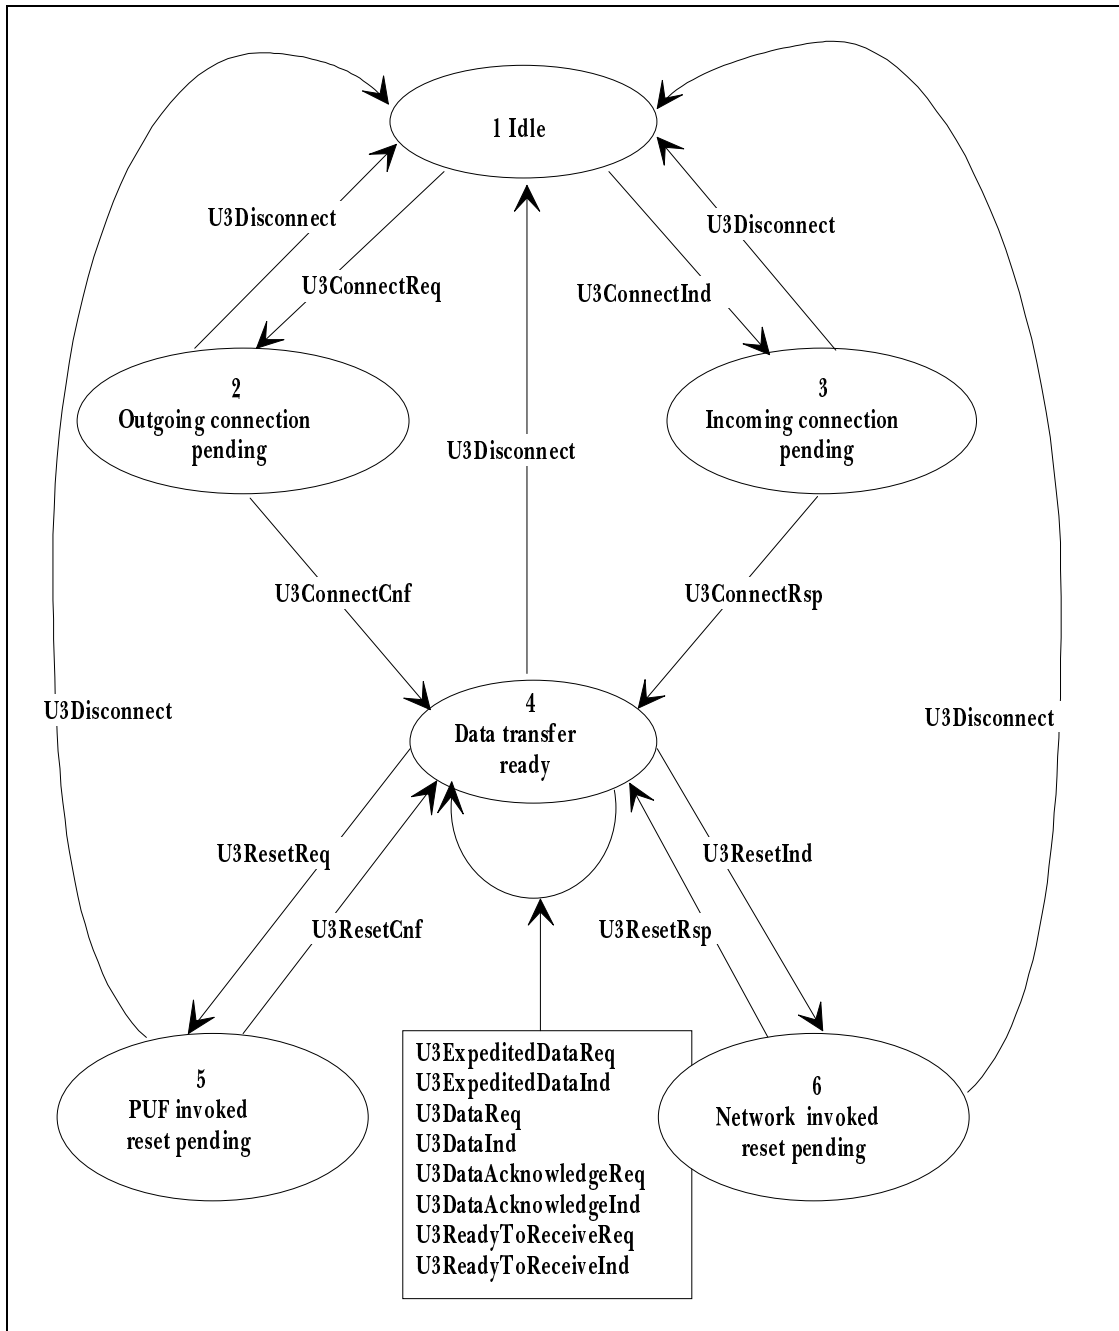 1 Idle
U3Disconnect
U3Disconnect
U3ConnectReq
U3ConnectInd
2
Outgoing connection
pending
3
Incoming connection
pending
U3Disconnect
U3ConnectCnf
U3ConnectRsp
4
Data transfer
ready
U3Disconnect
U3Disconnect
U3ResetReq
U3ResetInd
U3ResetCnf
U3ResetRsp
5
PUF invoked
reset pending
U3ExpeditedDataReq
U3ExpeditedDataInd
U3DataReq
U3DataInd
U3DataAcknowledgeReq
U3DataAcknowledgeInd
U3ReadyToReceiveReq
U3ReadyToReceiveInd
6
Network invoked
reset pending